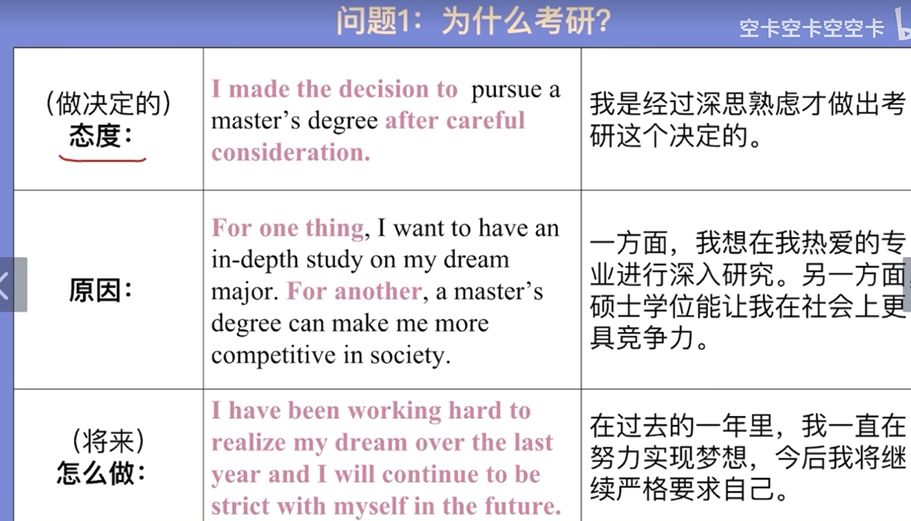 问题1：为什么考研？
空卡空卡空空卡
（做决定的）
态度：
I made the decision to pursue a
master’s degree after careful
consideration.
我是经过深思熟虑才做出考
研这个决定的。
原因：
For one thing, I want to have an
in-depth study on my dream
major. For another, a master’s
degree can make me more
competitive in society.
一方面，我想在我热爱的专
业进行深入研究。另一方面，
硕士学位能让我在社会上更
具竞争力。
（将来）
怎么做：
I have been working hard to
realize my dream over the last
year and I will continue to be
strict with myself in the future.
在过去的一年里，我一直在
努力实现梦想，今后我将继
续严格要求自己。